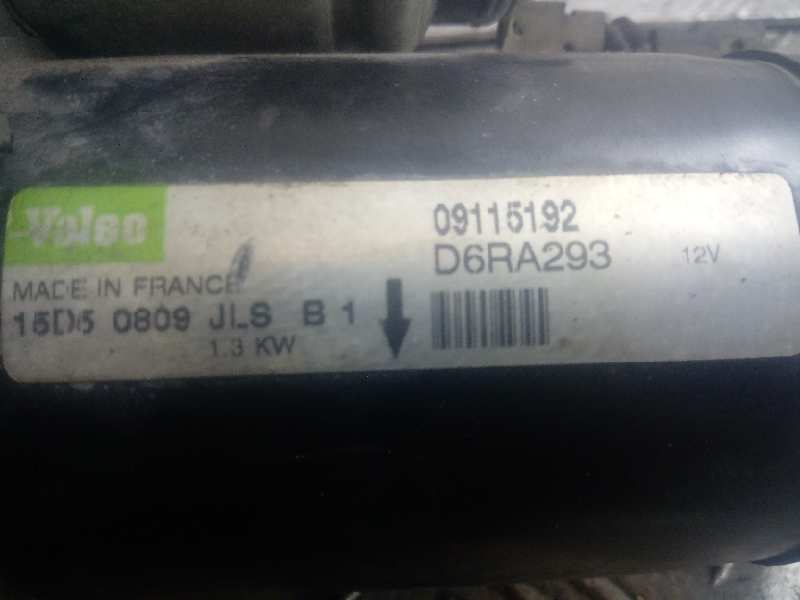 Valeo
09115192
D6RA293
12V
MADE IN FRANCE
15D5 0809 JLS B 1
1.3 KW